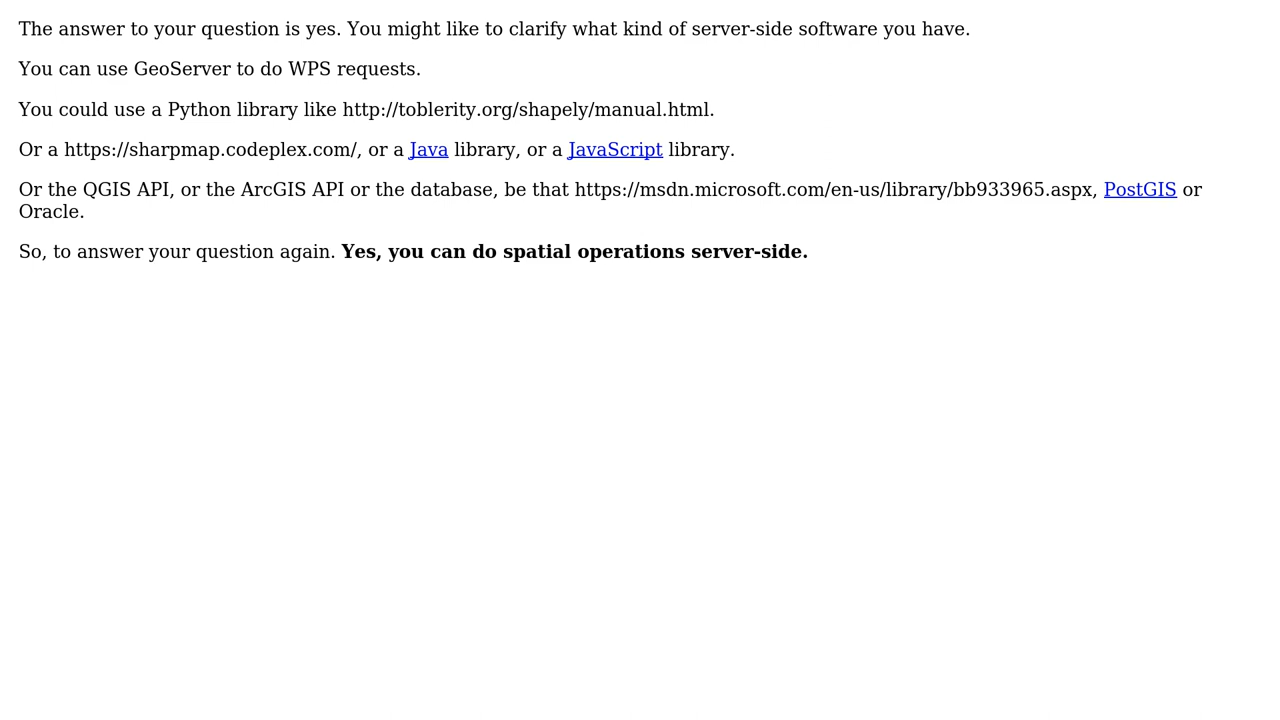 The answer to your question is yes. You might like to clarify what kind of server-side software you have.
You can use GeoServer to do WPS requests.
You could use a Python library like http://toblerity.org/shapely/manual.html.
Or a https://sharpmap.codeplex.com/, or a Java library, or a JavaScript library.
Or the QGIS API, or the ArcGIS API or the database, be that https://msdn.microsoft.com/en-us/library/bb933965.aspx, PostGIS or
Oracle.
So, to answer your question again. Yes, you can do spatial operations server-side.